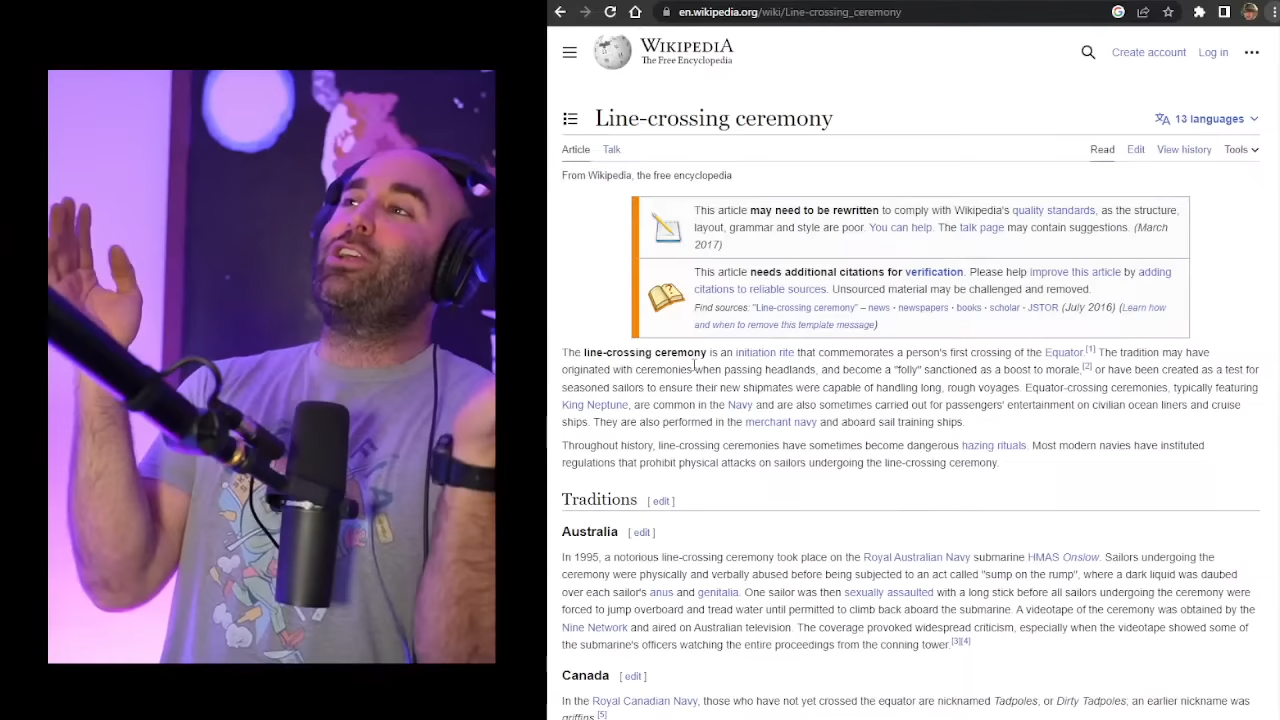 en.wikipedia.org/wiki/Line-crossing_ceremony
WIKIPEDIA
The Free Encyclopedia
Create account
Log in
Line-crossing ceremony
13 languages
Article
Talk
Read
Edit
View history
Tools
From Wikipedia, the free encyclopedia
This article may need to be rewritten to comply with Wikipedia's quality standards, as the structure,
layout, grammar and style are poor. You can help. The talk page may contain suggestions. (March
2017)
This article needs additional citations for verification. Please help improve this article by adding
citations to reliable sources. Unsourced material may be challenged and removed.
Find sources: "Line-crossing ceremony" – news · newspapers · books · scholar · JSTOR (July 2016) (Learn how
and when to remove this template message)
The line-crossing ceremony is an initiation rite that commemorates a person's first crossing of the Equator.[1] The tradition may have
originated with ceremonies when passing headlands, and become a "folly" sanctioned as a boost to morale,[2] or have been created as a test for
seasoned sailors to ensure their new shipmates were capable of handling long, rough voyages. Equator-crossing ceremonies, typically featuring
King Neptune, are common in the Navy and are also sometimes carried out for passengers' entertainment on civilian ocean liners and cruise
ships. They are also performed in the merchant navy and aboard sail training ships.
Throughout history, line-crossing ceremonies have sometimes become dangerous hazing rituals. Most modern navies have instituted
regulations that prohibit physical attacks on sailors undergoing the line-crossing ceremony.
Traditions [ edit ]
Australia [ edit ]
In 1995, a notorious line-crossing ceremony took place on the Royal Australian Navy submarine HMAS Onslow. Sailors undergoing the
ceremony were physically and verbally abused before being subjected to an act called "sump on the rump", where a dark liquid was daubed
over each sailor's anus and genitalia. One sailor was then sexually assaulted with a long stick before all sailors undergoing the ceremony were
forced to jump overboard and tread water until permitted to climb back aboard the submarine. A videotape of the ceremony was obtained by the
Nine Network and aired on Australian television. The coverage provoked widespread criticism, especially when the videotape showed some of
the submarine's officers watching the entire proceedings from the conning tower.[3][4]
Canada [ edit ]
In the Royal Canadian Navy, those who have not yet crossed the equator are nicknamed Tadpoles, or Dirty Tadpoles; an earlier nickname was
griffins.[5]